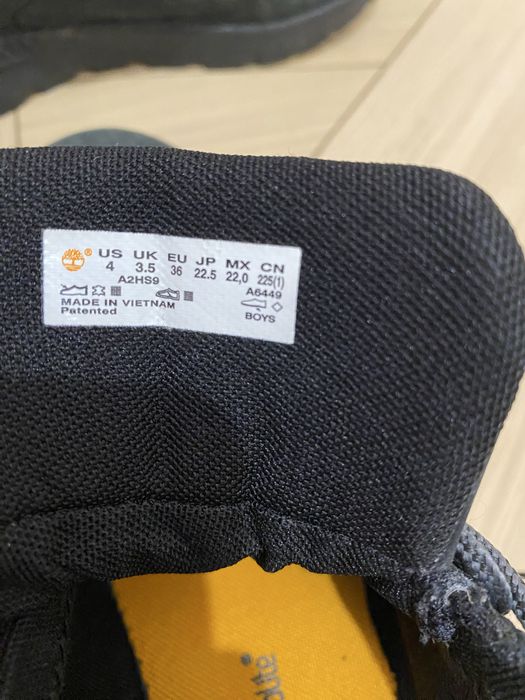 ® US UK EU JP MX CN
4 3.5 36 22.5 22,0 225(1)
A2HS9 A6449
MADE IN VIETNAM
Patented BOYS
®